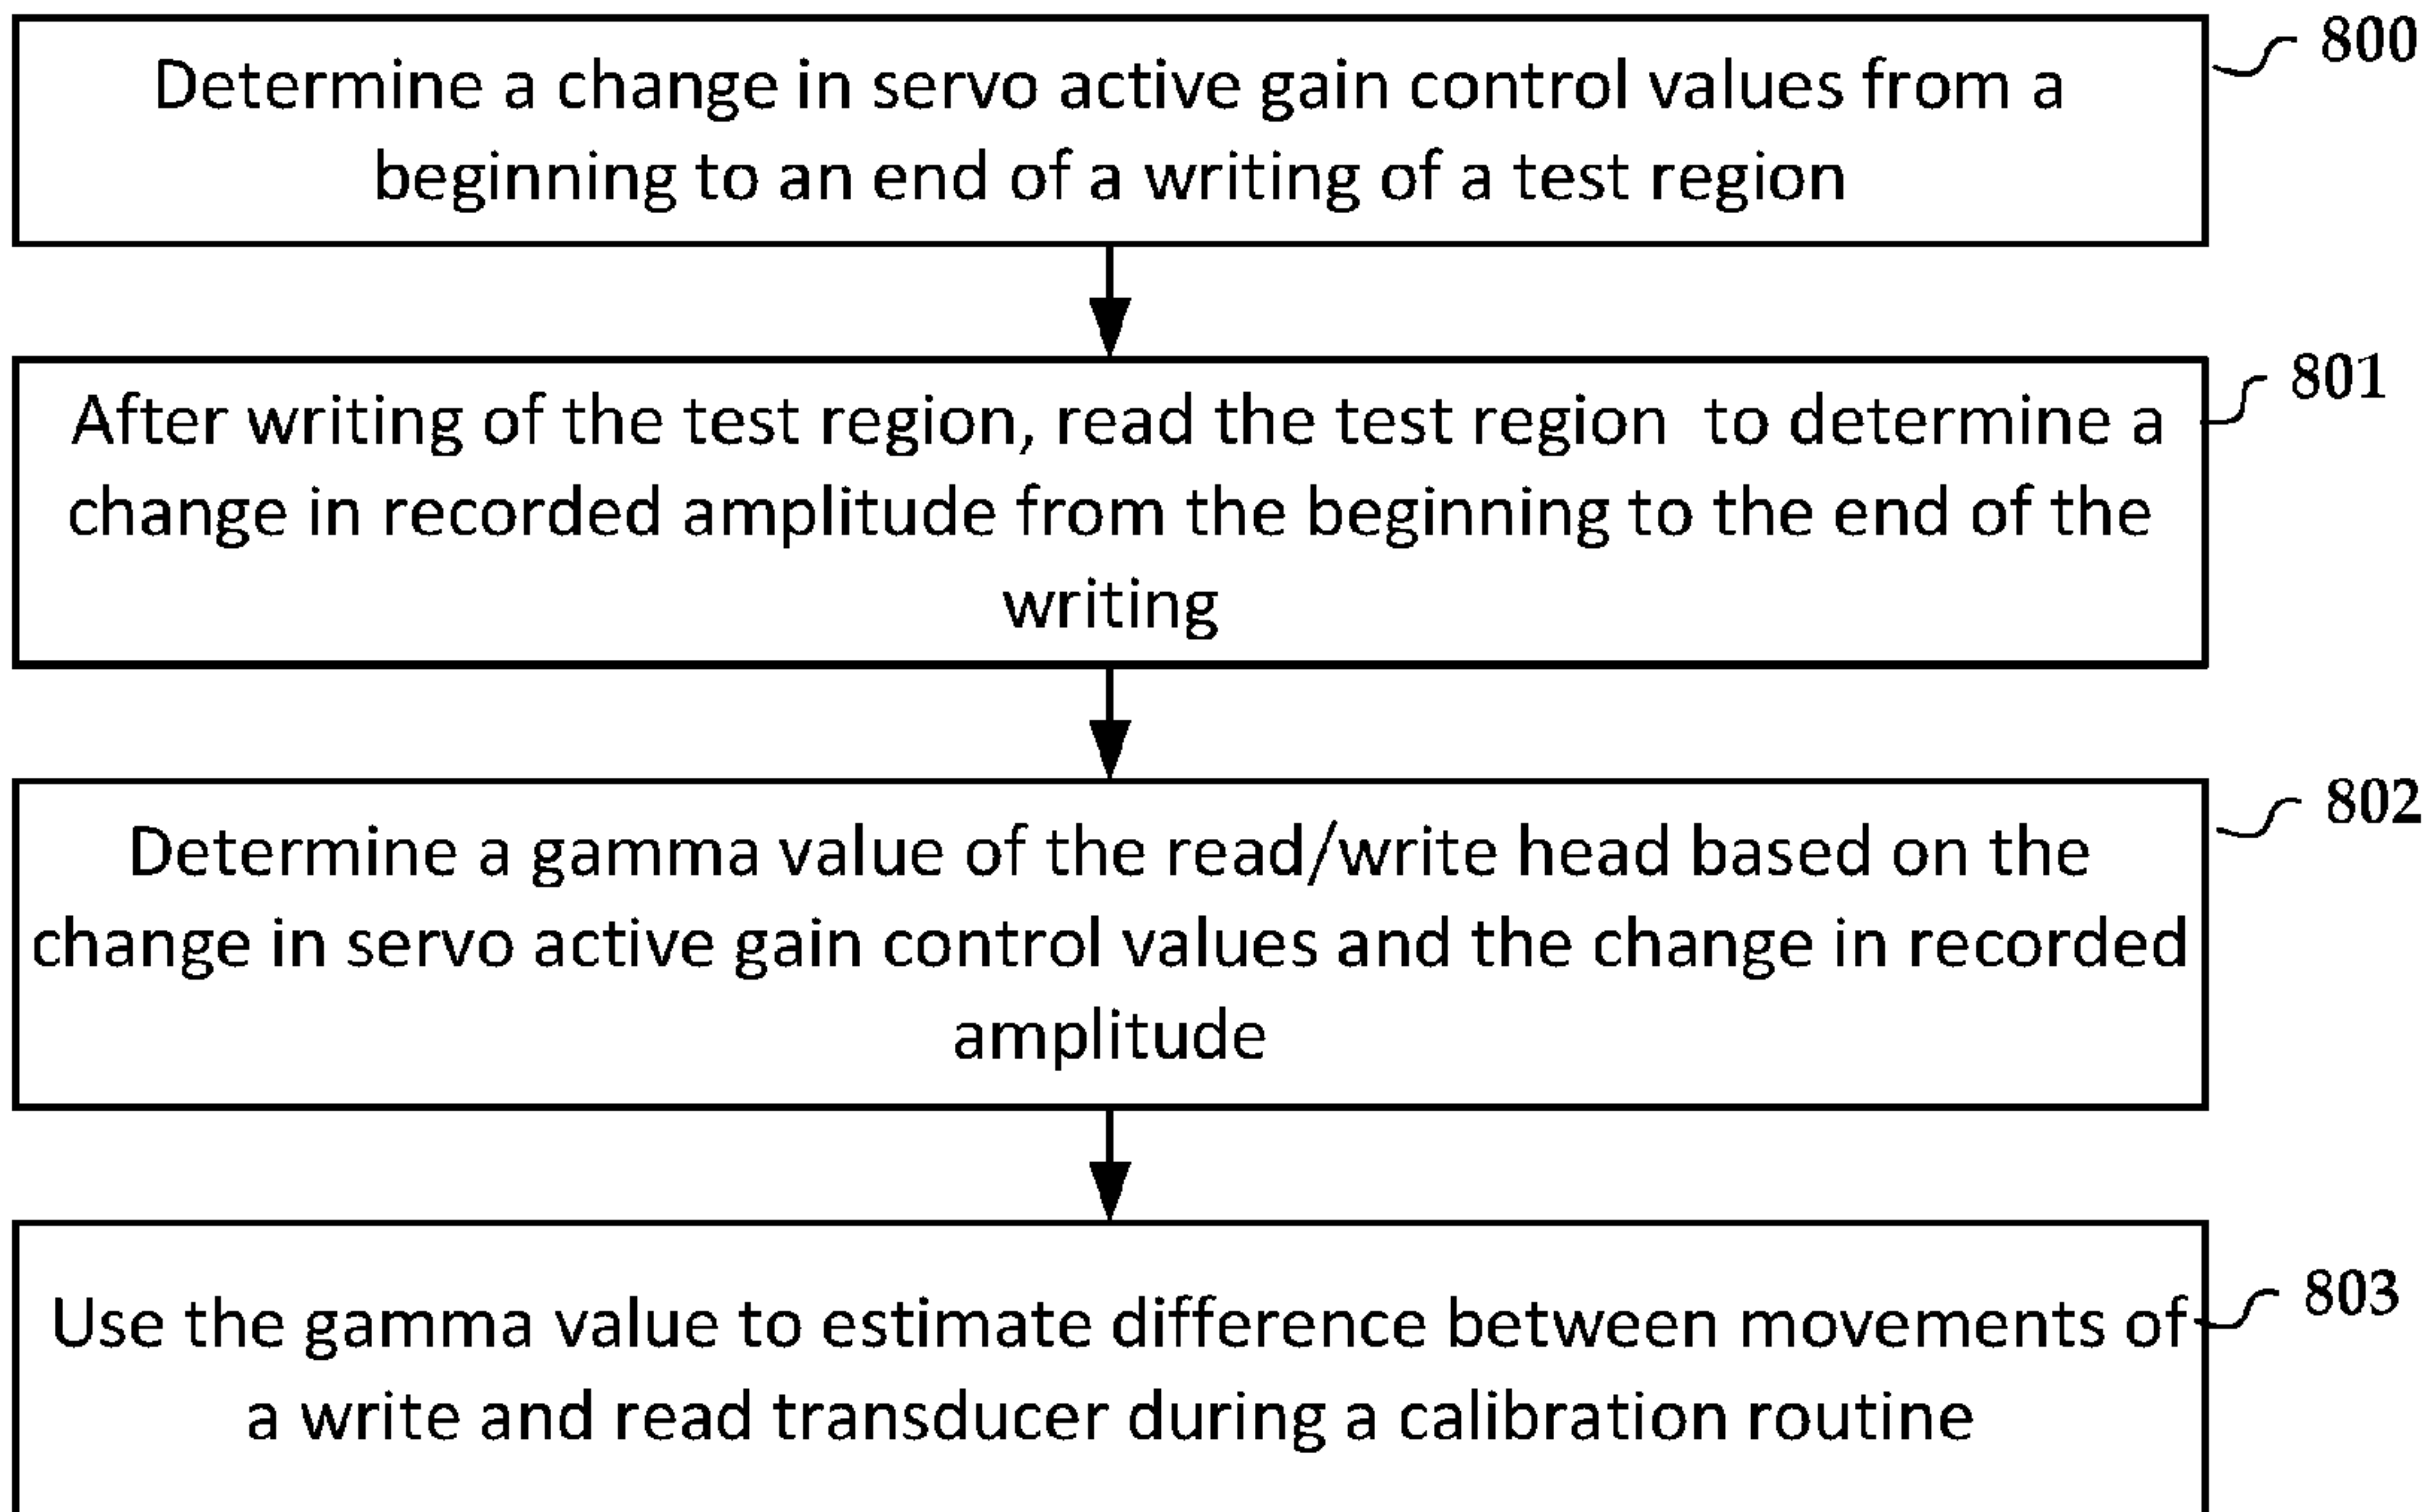 Determine a change in servo active gain control values from a
beginning to an end of a writing of a test region
800
After writing of the test region, read the test region  to determine a
change in recorded amplitude from the beginning to the end of the
writing
801
Determine a gamma value of the read/write head based on the
change in servo active gain control values and the change in recorded
amplitude
802
Use the gamma value to estimate difference between movements of
a write and read transducer during a calibration routine
803